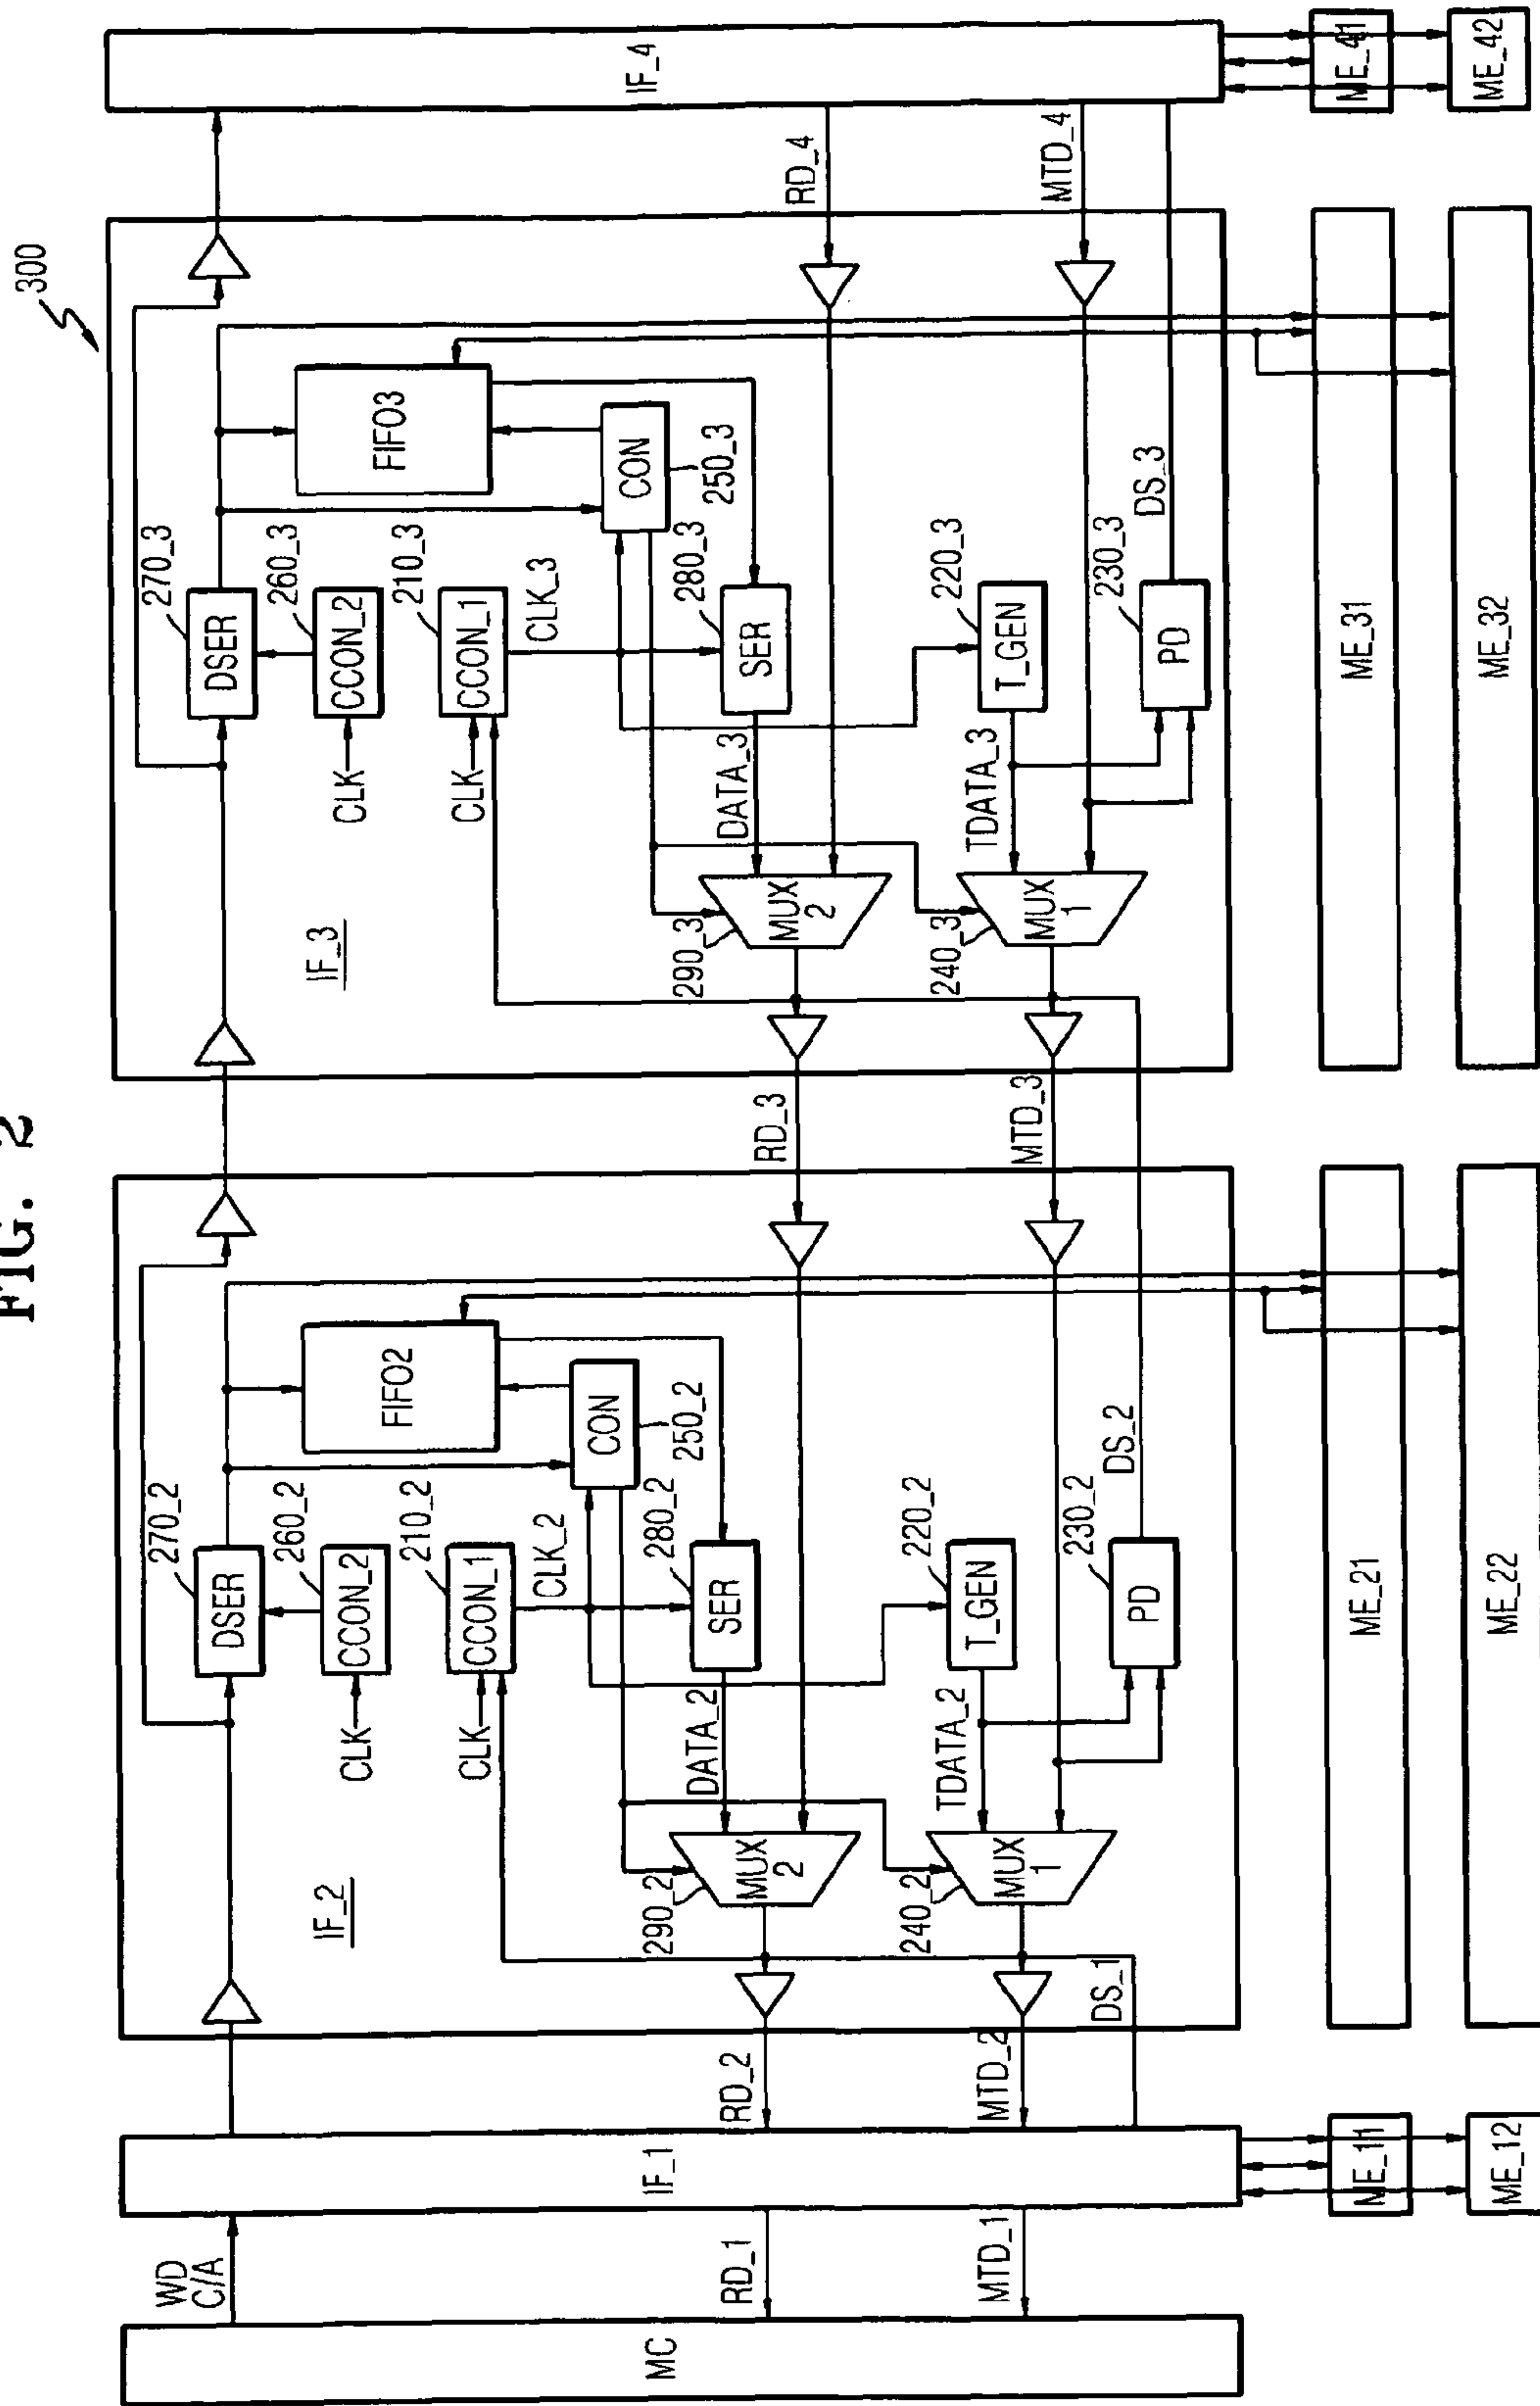 FIG. 2
300
MC
WD
C/A
RD_1
MTD_1
IF_1
ME_11
ME_12
RD_2
MTD_2
DS_1
IF_2
270_2
DSER
260_2
CCON_2
CLK
210_2
CCON_1
CLK
CLK_2
FIFO2
CON
250_2
280_2
SER
DATA_2
MUX
2
290_2
220_2
T_GEN
TDATA_2
230_2
PD
DS_2
MUX
1
240_2
ME_21
ME_22
RD_3
MTD_3
IF_3
270_3
DSER
260_3
CCON_2
CLK
210_3
CCON_1
CLK
CLK_3
FIFO3
CON
250_3
280_3
SER
DATA_3
MUX
2
290_3
220_3
T_GEN
TDATA_3
230_3
PD
DS_3
MUX
1
240_3
ME_31
ME_32
RD_4
MTD_4
IF_4
ME_41
ME_42